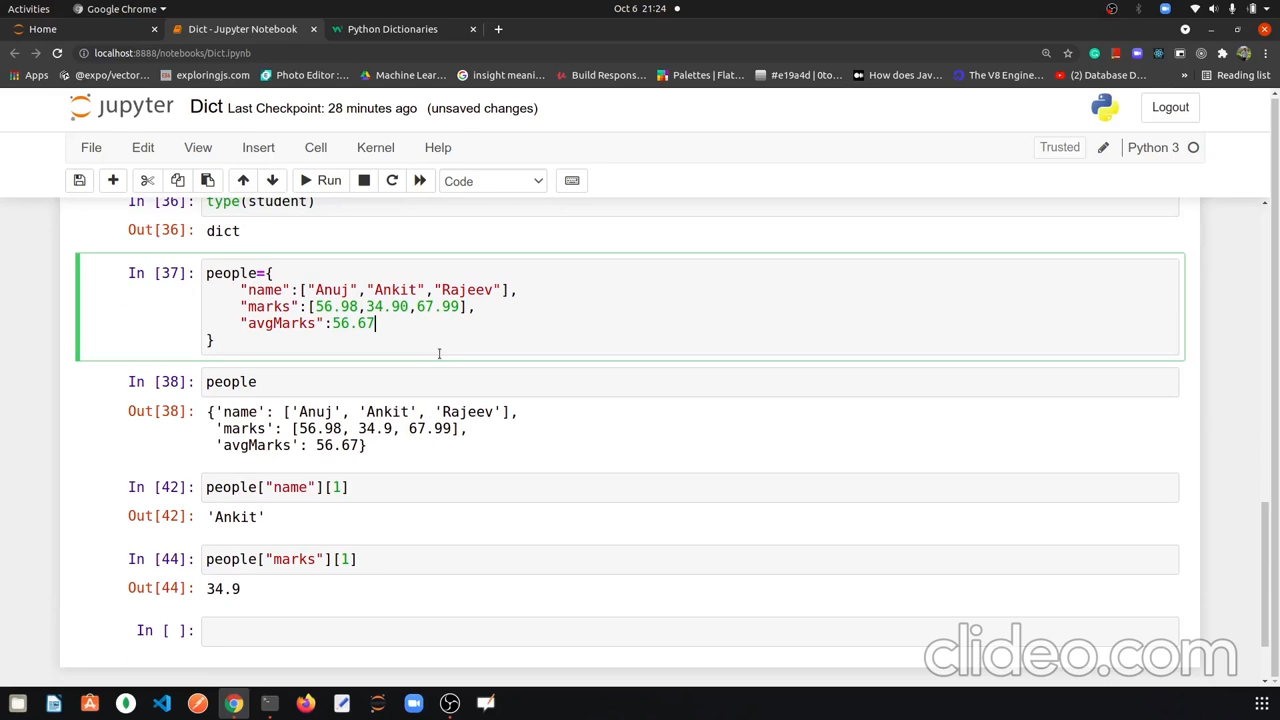 Activities
Google Chrome
Oct 6 21:24
Home
Dict - Jupyter Notebook
Python Dictionaries
localhost:8888/notebooks/Dict.ipynb
Apps
@expo/vector...
exploringjs.com
Photo Editor :...
Machine Lear...
insight meani...
Build Respons...
Palettes | Flat...
#e19a4d | 0to...
How does Jav...
The V8 Engine...
(2) Database D...
»
Reading list
jupyter
Dict Last Checkpoint: 28 minutes ago (unsaved changes)
Logout
File Edit View Insert Cell Kernel Help
Trusted
Python 3
Run
Code
In [36]: type(student)
Out[36]: dict
In [37]: people={
"name":["Anuj","Ankit","Rajeev"],
"marks":[56.98,34.90,67.99],
"avgMarks":56.67
}
In [38]: people
Out[38]: {'name': ['Anuj', 'Ankit', 'Rajeev'],
'marks': [56.98, 34.9, 67.99],
'avgMarks': 56.67}
In [42]: people["name"][1]
Out[42]: 'Ankit'
In [44]: people["marks"][1]
Out[44]: 34.9
In [ ]:
clideo.com